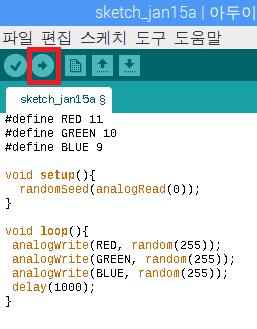 sketch_jan15a | 아두이
파일 편집 스케치 도구 도움말
sketch_jan15a §
#define RED 11
#define GREEN 10
#define BLUE 9
void setup(){
  randomSeed(analogRead(0));
}
void loop(){
 analogWrite(RED, random(255));
 analogWrite(GREEN, random(255));
 analogWrite(BLUE, random(255));
 delay(1000);
}